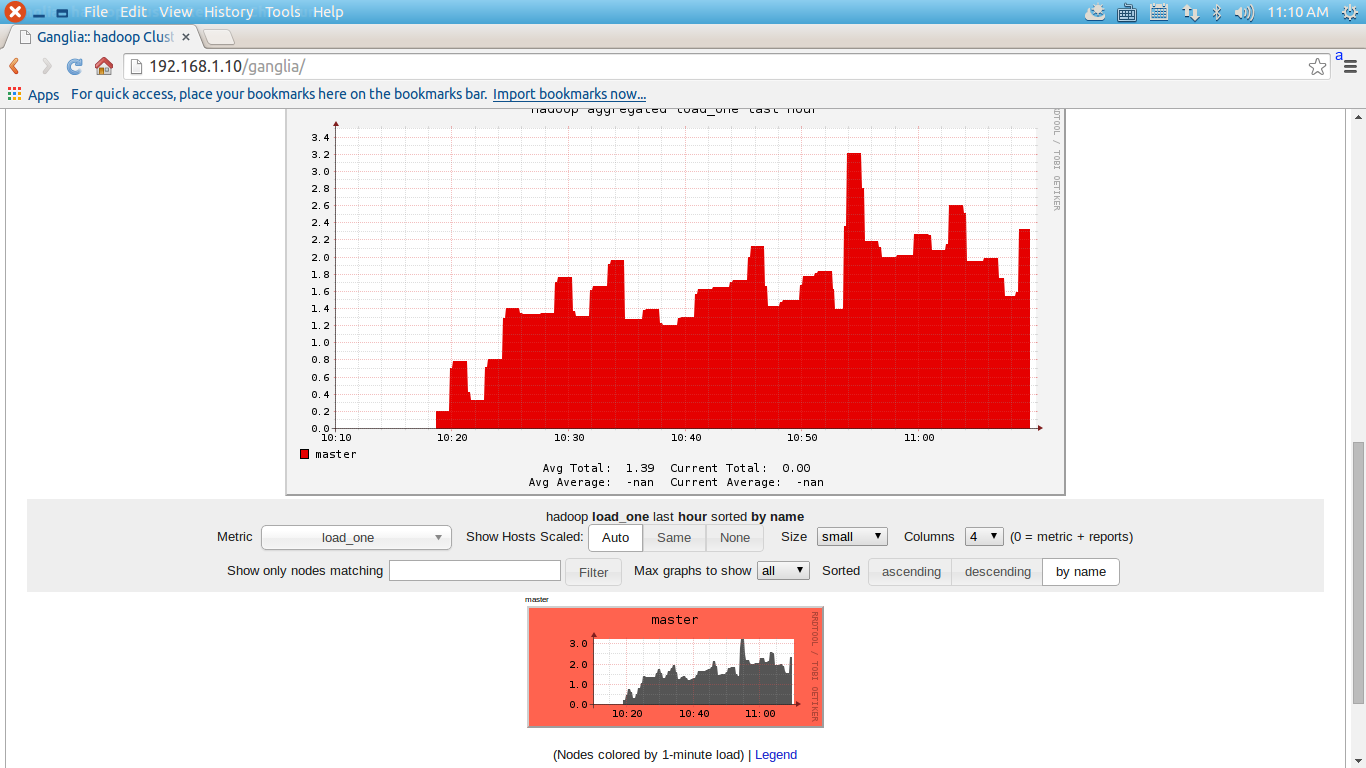 File Edit View History Tools Help 11:10 AM
Ganglia:: hadoop Clust
192.168.1.10/ganglia/
a
Apps For quick access, place your bookmarks here on the bookmarks bar. Import bookmarks now...
hadoop aggregated load_one last hour
RRDTOOL / TOBI OETIKER
3.4
3.2
3.0
2.8
2.6
2.4
2.2
2.0
1.8
1.6
1.4
1.2
1.0
0.8
0.6
0.4
0.2
0.0
10:10 10:20 10:30 10:40 10:50 11:00
master
Avg Total: 1.39 Current Total: 0.00
Avg Average: -nan Current Average: -nan
hadoop load_one last hour sorted by name
Metric load_one Show Hosts Scaled: Auto Same None Size small Columns 4 (0 = metric + reports)
Show only nodes matching Filter Max graphs to show all Sorted ascending descending by name
master
master
RRDTOOL / TOBI OETIKER
3.0
2.0
1.0
0.0
10:20 10:40 11:00
(Nodes colored by 1-minute load) | Legend